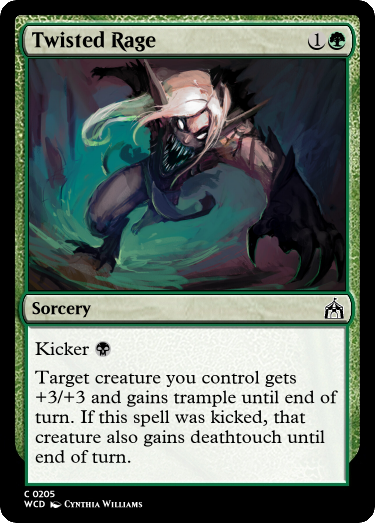 Twisted Rage 1
Sorcery
Kicker
Target creature you control gets
+3/+3 and gains trample until end of
turn. If this spell was kicked, that
creature also gains deathtouch until
end of turn.
C 0205
WCD Cynthia Williams